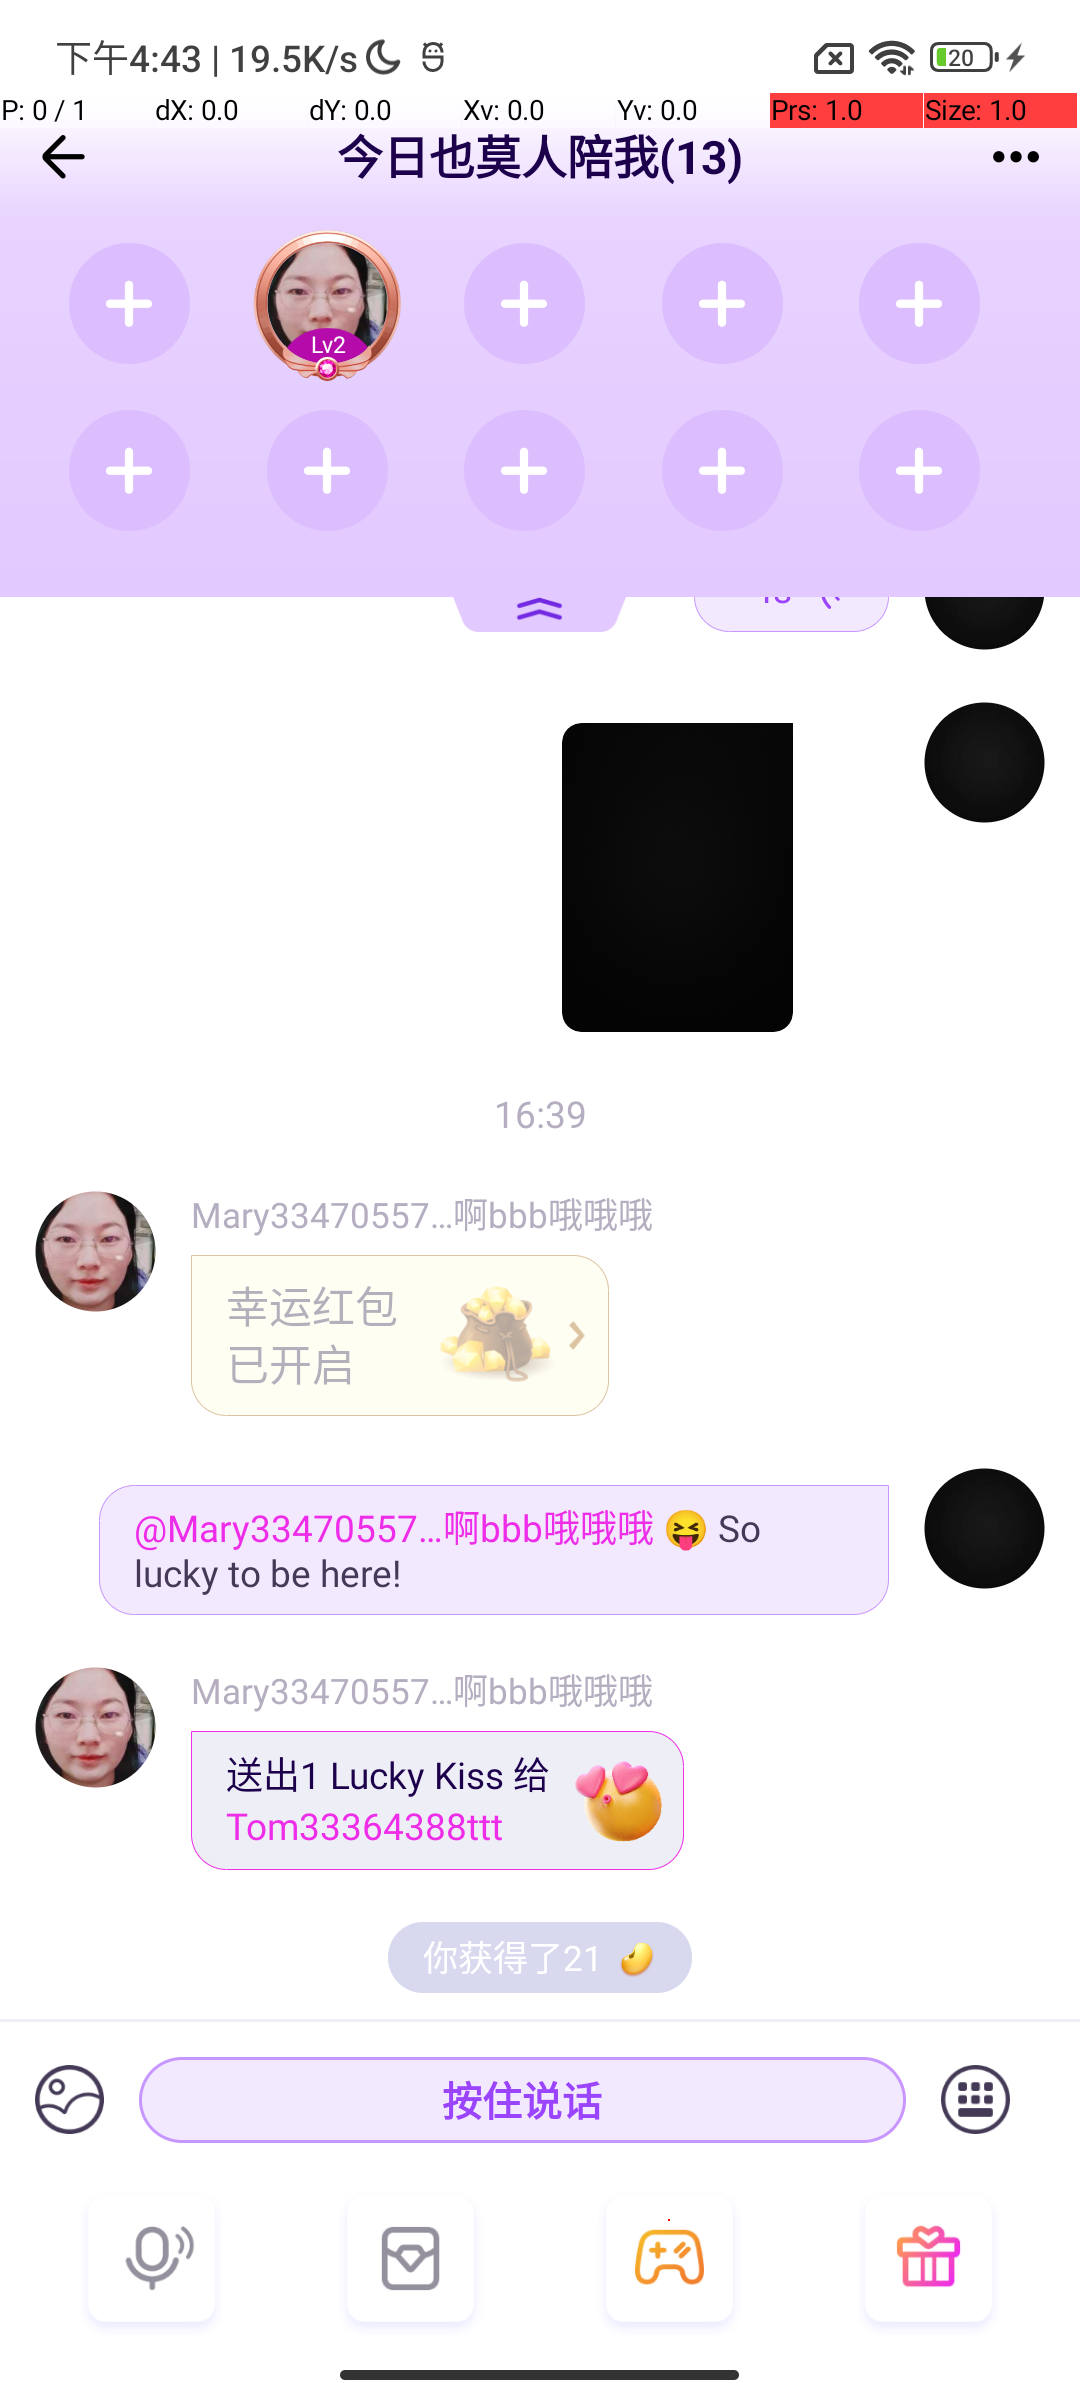 下午4:43 | 19.5K/s
20
P: 0 / 1 dX: 0.0 dY: 0.0 Xv: 0.0 Yv: 0.0 Prs: 1.0 Size: 1.0
今日也莫人陪我(13)
Lv2
16:39
Mary33470557...啊bbb哦哦哦
幸运红包
已开启
@Mary33470557...啊bbb哦哦哦 😝 So
lucky to be here!
Mary33470557...啊bbb哦哦哦
送出1 Lucky Kiss 给
Tom33364388ttt
你获得了21
按住说话